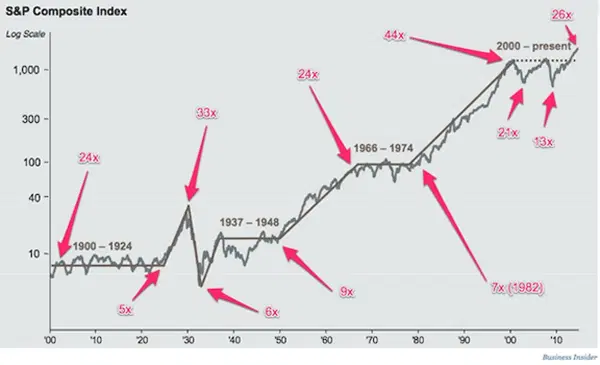 S&P Composite Index
Log Scale
44x
26x
2000 – present
1,000
24x
21x
13x
33x
300
1966 – 1974
24x
100
40
1937 – 1948
1900 – 1924
10
9x
7x (1982)
5x
6x
'00 '10 '20 '30 '40 '50 '60 '70 '80 '90 '00 '10
Business Insider